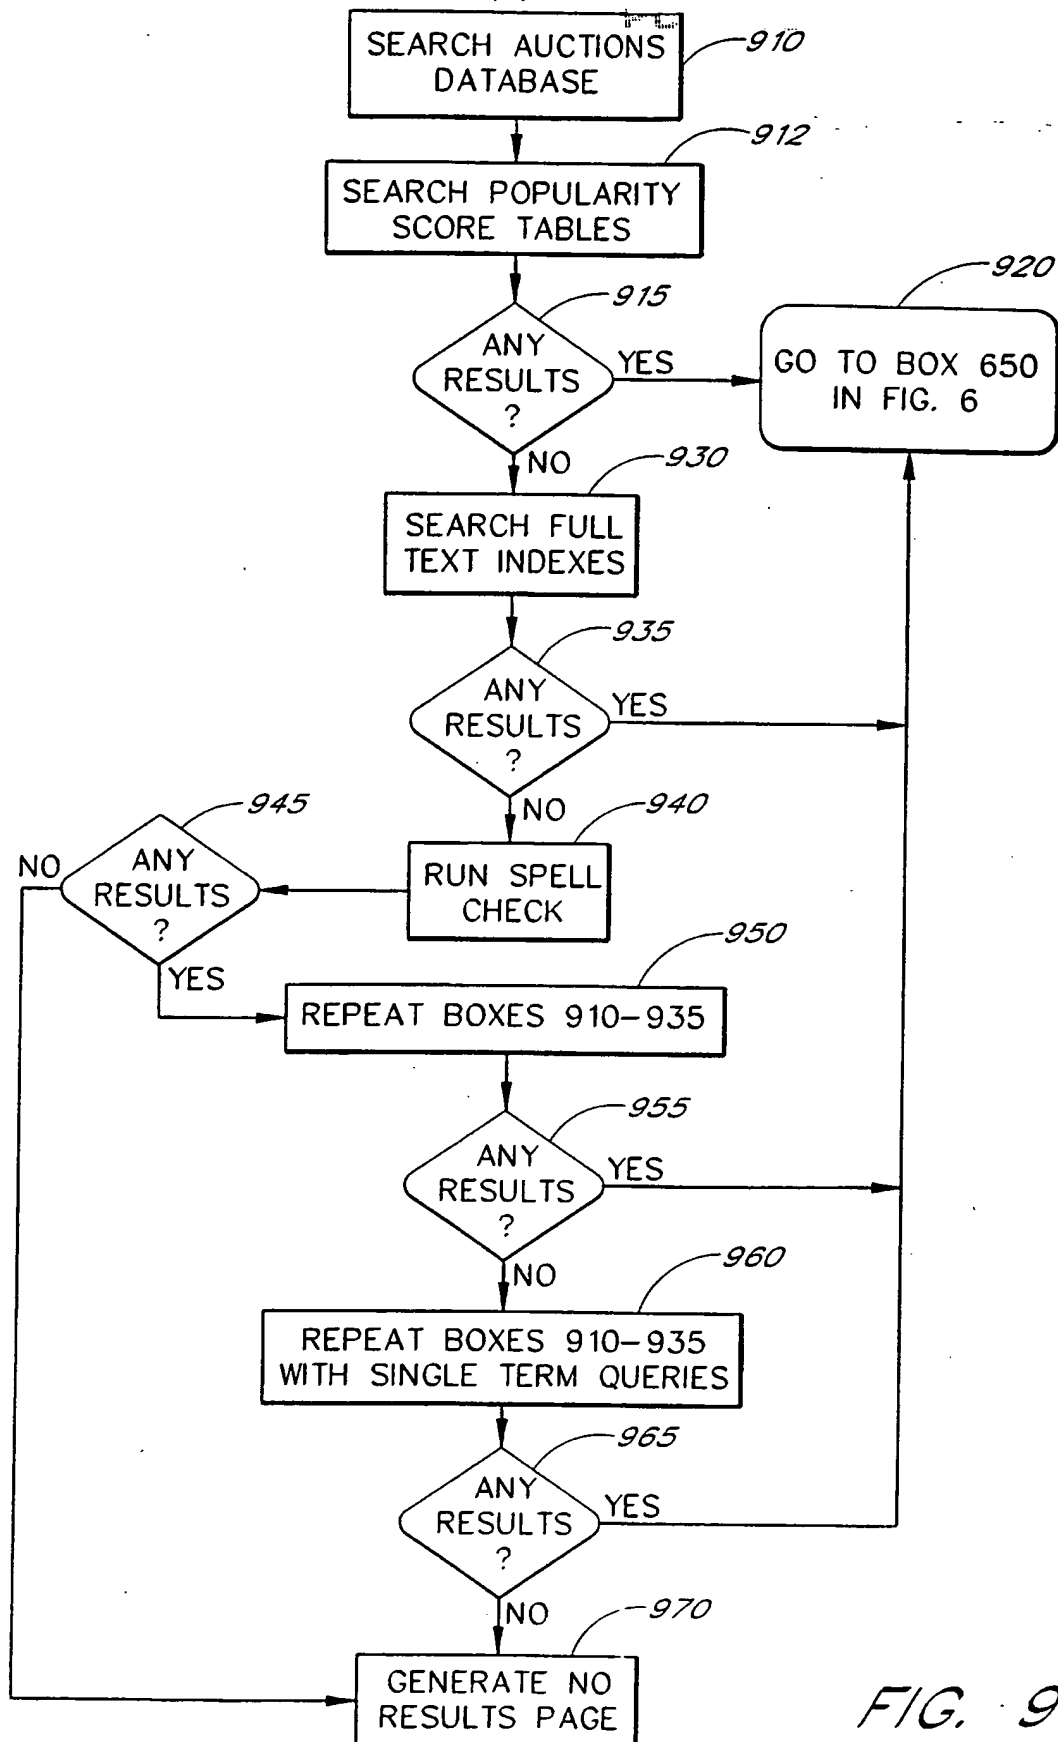 910
SEARCH AUCTIONS
DATABASE
912
SEARCH POPULARITY
SCORE TABLES
915
ANY
RESULTS
?
YES
920
GO TO BOX 650
IN FIG. 6
NO
930
SEARCH FULL
TEXT INDEXES
935
ANY
RESULTS
?
YES
NO
940
RUN SPELL
CHECK
945
ANY
RESULTS
?
NO
YES
950
REPEAT BOXES 910-935
955
ANY
RESULTS
?
YES
NO
960
REPEAT BOXES 910-935
WITH SINGLE TERM QUERIES
965
ANY
RESULTS
?
YES
NO
970
GENERATE NO
RESULTS PAGE
FIG. 9